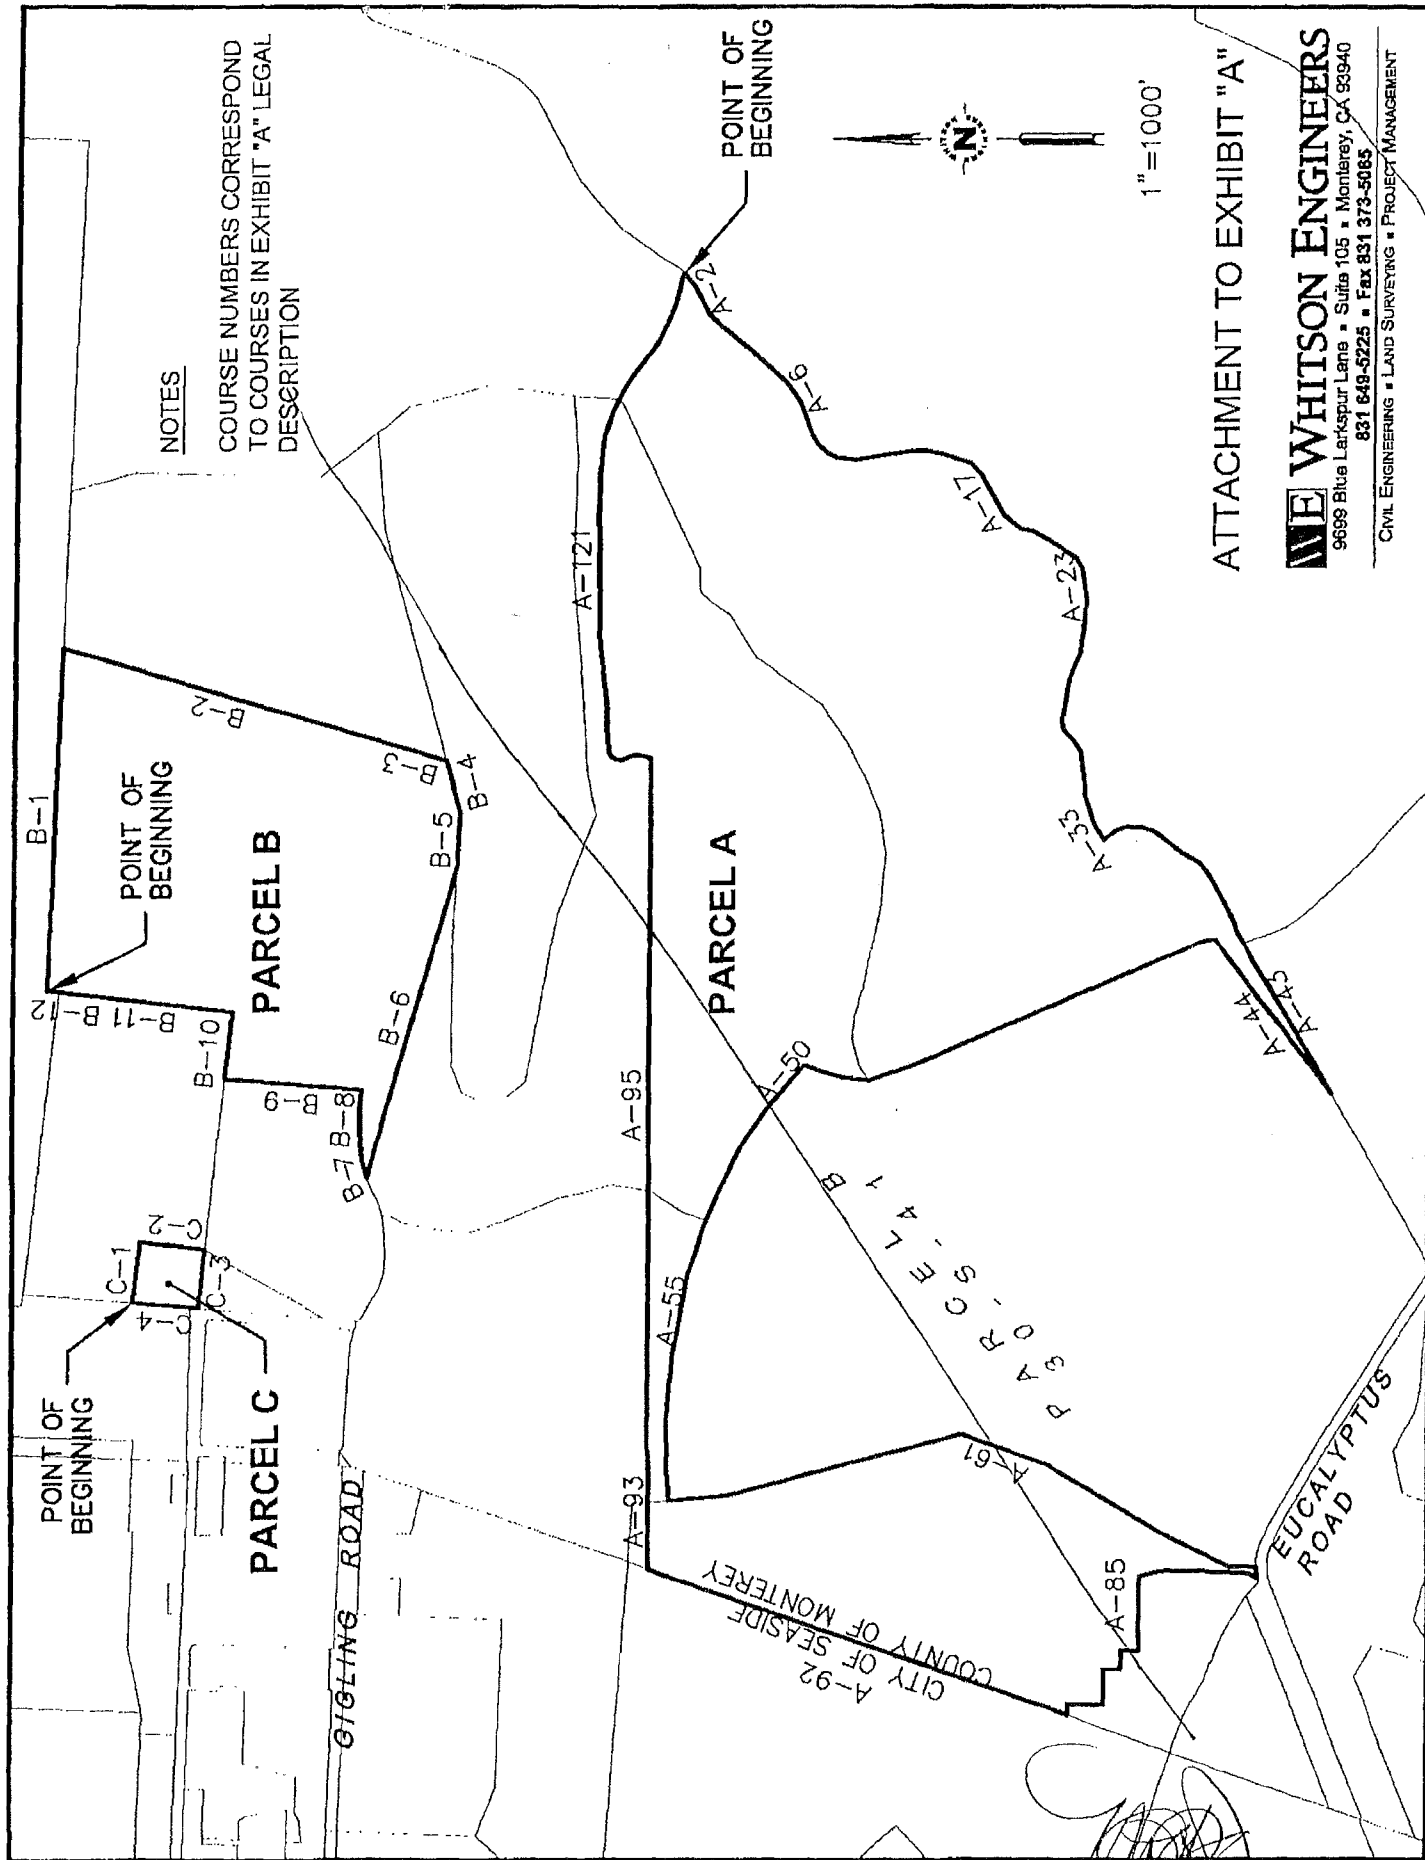 NOTES
COURSE NUMBERS CORRESPOND
TO COURSES IN EXHIBIT "A" LEGAL
DESCRIPTION
POINT OF
BEGINNING
B-1
B-2
B-3
B-4
B-5
B-6
B-7
B-8
B-9
B-10
B-11
B-12
POINT OF
BEGINNING
PARCEL B
POINT OF
BEGINNING
C-1
C-2
C-3
C-4
PARCEL C
GIGLING ROAD
A-2
A-6
A-17
A-23
A-33
A-45
A-44
A-50
A-55
A-61
A-85
A-92
A-93
A-95
A-121
PARCEL A
PARCEL B
30.S.41
CITY OF SEASIDE
COUNTY OF MONTEREY
EUCALYPTUS
ROAD
N
1"=1000'
ATTACHMENT TO EXHIBIT "A"
WE WHITSON ENGINEERS
9699 Blue Larkspur Lane ▪ Suite 105 ▪ Monterey, CA 93940
831 649-5225 ▪ Fax 831 373-5065
CIVIL ENGINEERING ▪ LAND SURVEYING ▪ PROJECT MANAGEMENT